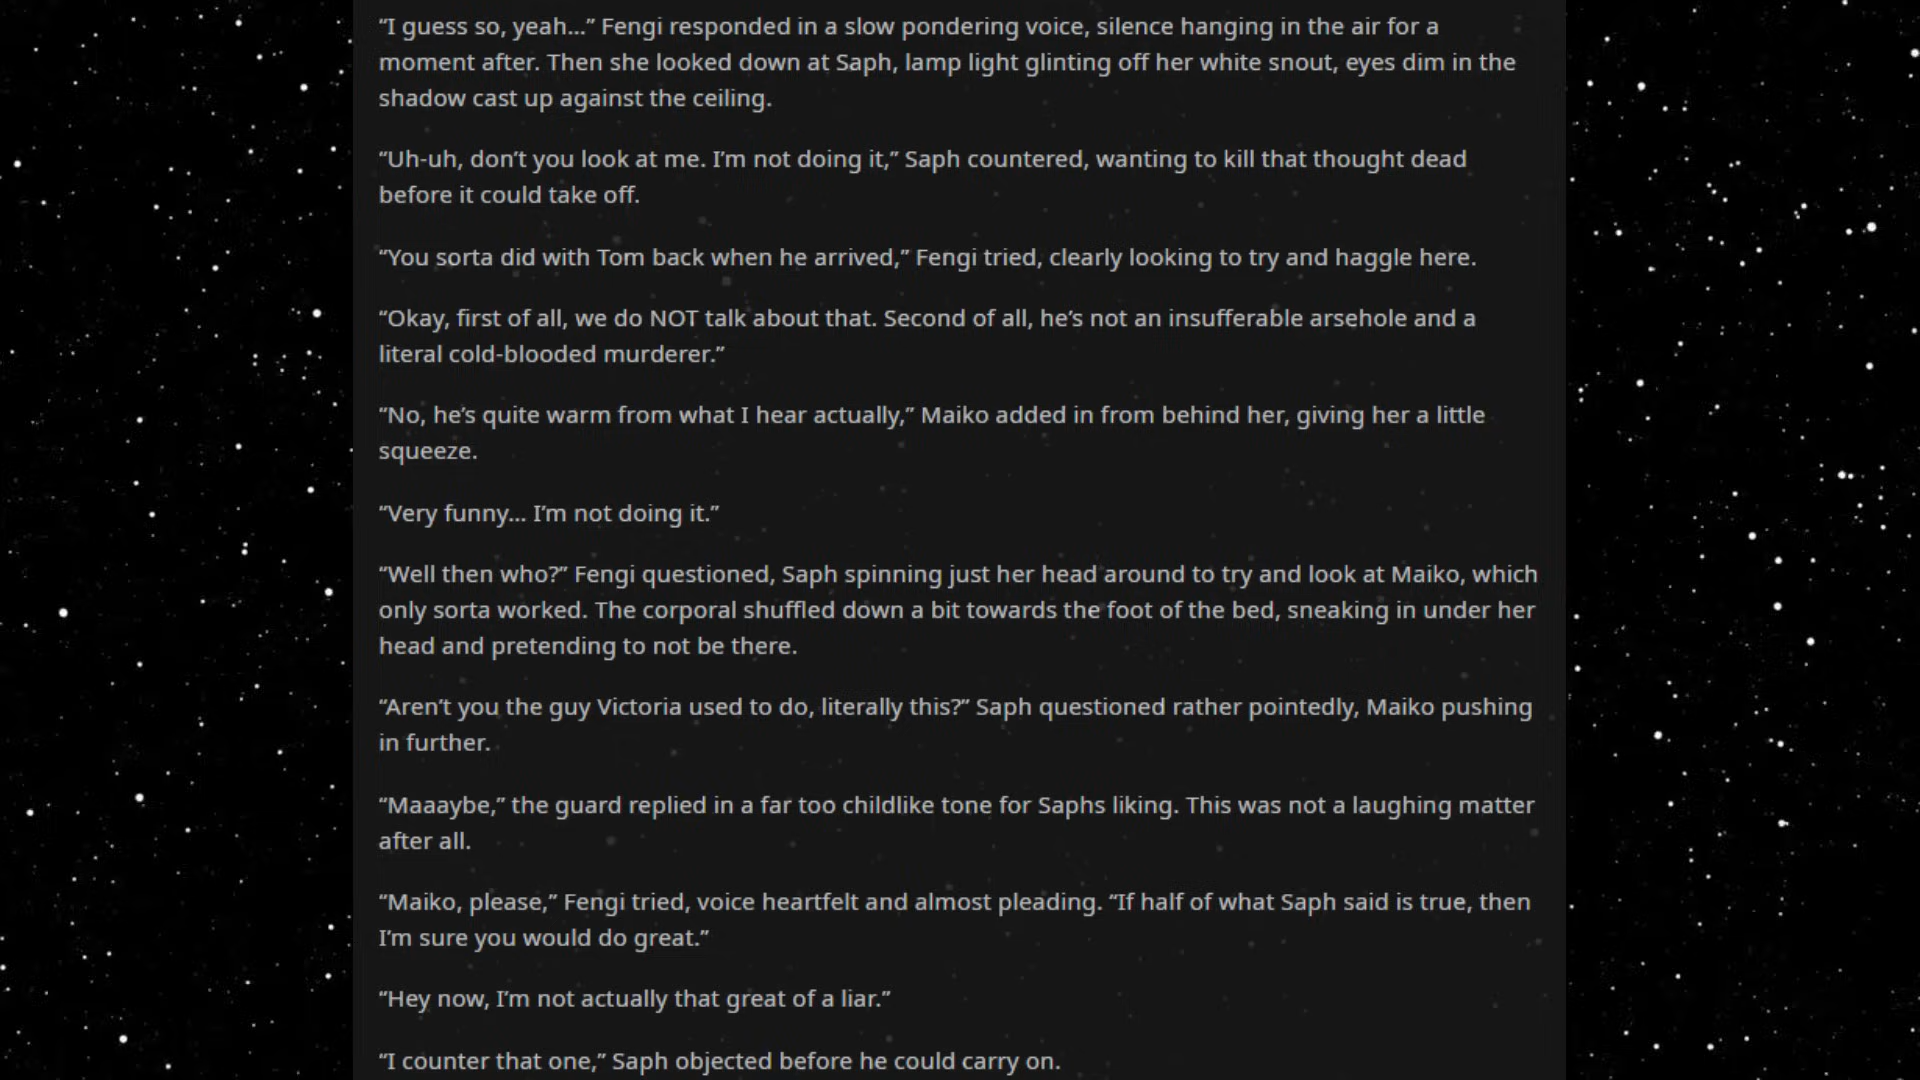 “I guess so, yeah…” Fengi responded in a slow pondering voice, silence hanging in the air for a
moment after. Then she looked down at Saph, lamp light glinting off her white snout, eyes dim in the
shadow cast up against the ceiling.
“Uh-uh, don’t you look at me. I’m not doing it,” Saph countered, wanting to kill that thought dead
before it could take off.
“You sorta did with Tom back when he arrived,” Fengi tried, clearly looking to try and haggle here.
“Okay, first of all, we do NOT talk about that. Second of all, he’s not an insufferable arsehole and a
literal cold-blooded murderer.”
“No, he’s quite warm from what I hear actually,” Maiko added in from behind her, giving her a little
squeeze.
“Very funny… I’m not doing it.”
“Well then who?” Fengi questioned, Saph spinning just her head around to try and look at Maiko, which
only sorta worked. The corporal shuffled down a bit towards the foot of the bed, sneaking in under her
head and pretending to not be there.
“Aren’t you the guy Victoria used to do, literally this?” Saph questioned rather pointedly, Maiko pushing
in further.
“Maaaybe,” the guard replied in a far too childlike tone for Saphs liking. This was not a laughing matter
after all.
“Maiko, please,” Fengi tried, voice heartfelt and almost pleading. “If half of what Saph said is true, then
I’m sure you would do great.”
“Hey now, I’m not actually that great of a liar.”
“I counter that one,” Saph objected before he could carry on.